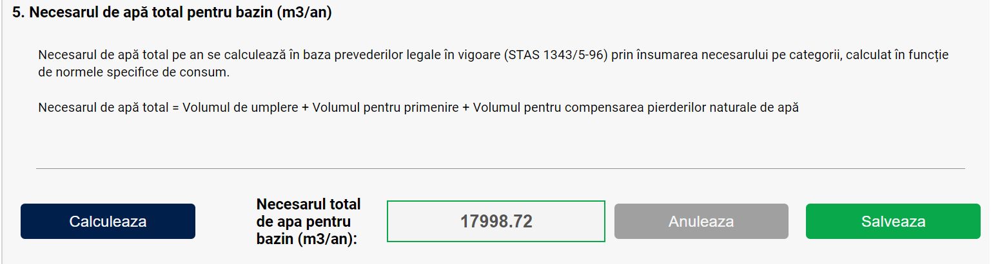 5. Necesarul de apă total pentru bazin (m3/an)
Necesarul de apă total pe an se calculează în baza prevederilor legale în vigoare (STAS 1343/5-96) prin însumarea necesarului pe categorii, calculat în funcție
de normele specifice de consum.
Necesarul de apă total = Volumul de umplere + Volumul pentru primenire + Volumul pentru compensarea pierderilor naturale de apă
Calculeaza
Necesarul total
de apa pentru
bazin (m3/an):
17998.72
Anuleaza
Salveaza